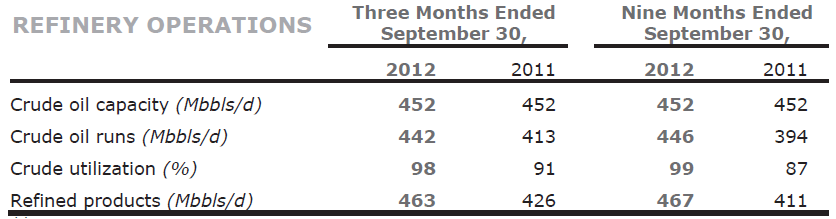 REFINERY OPERATIONS Three Months Ended September 30, Nine Months Ended September 30,
2012 2011 2012 2011
Crude oil capacity (Mbbls/d) 452 452 452 452
Crude oil runs (Mbbls/d) 442 413 446 394
Crude utilization (%) 98 91 99 87
Refined products (Mbbls/d) 463 426 467 411